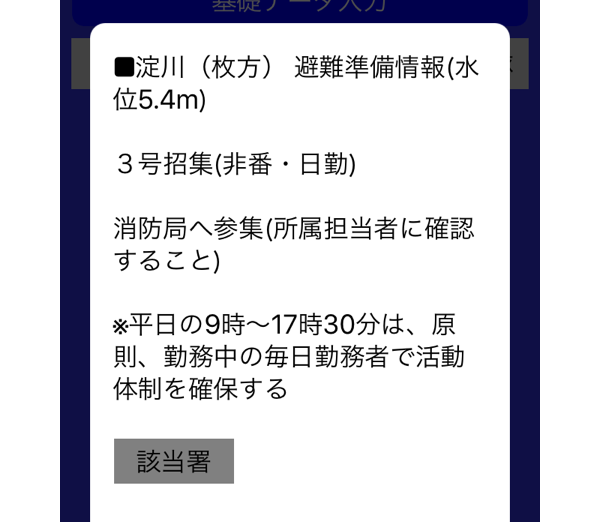 基礎データ入力
■淀川（枚方） 避難準備情報(水
位5.4m)
３号招集(非番・日勤)
消防局へ参集(所属担当者に確認
すること)
※平日の9時〜17時30分は、原
則、勤務中の毎日勤務者で活動
体制を確保する
該当署